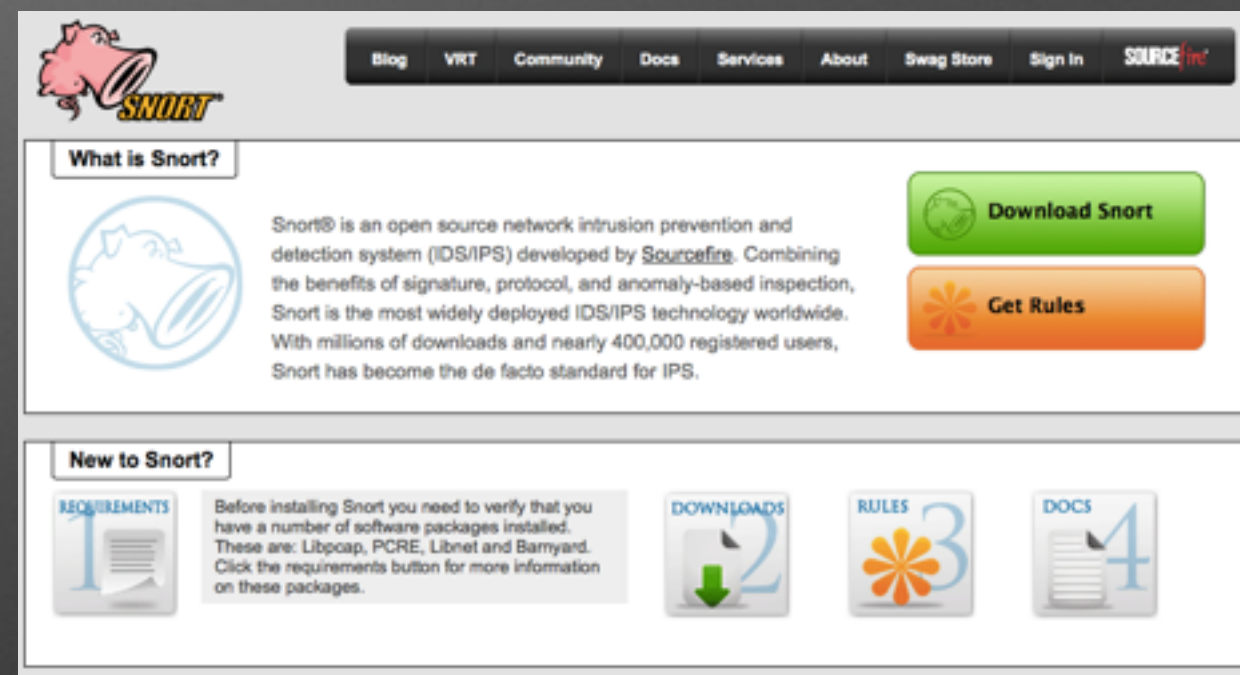 SNORT
Blog VRT Community Docs Services About Swag Store Sign In SOURCEfire
What is Snort?
Snort® is an open source network intrusion prevention and
detection system (IDS/IPS) developed by Sourcefire. Combining
the benefits of signature, protocol, and anomaly-based inspection,
Snort is the most widely deployed IDS/IPS technology worldwide.
With millions of downloads and nearly 400,000 registered users,
Snort has become the de facto standard for IPS.
Download Snort
Get Rules
New to Snort?
REQUIREMENTS 1
Before installing Snort you need to verify that you
have a number of software packages installed.
These are: Libpcap, PCRE, Libnet and Barnyard.
Click the requirements button for more information
on these packages.
DOWNLOADS 2
RULES 3
DOCS 4